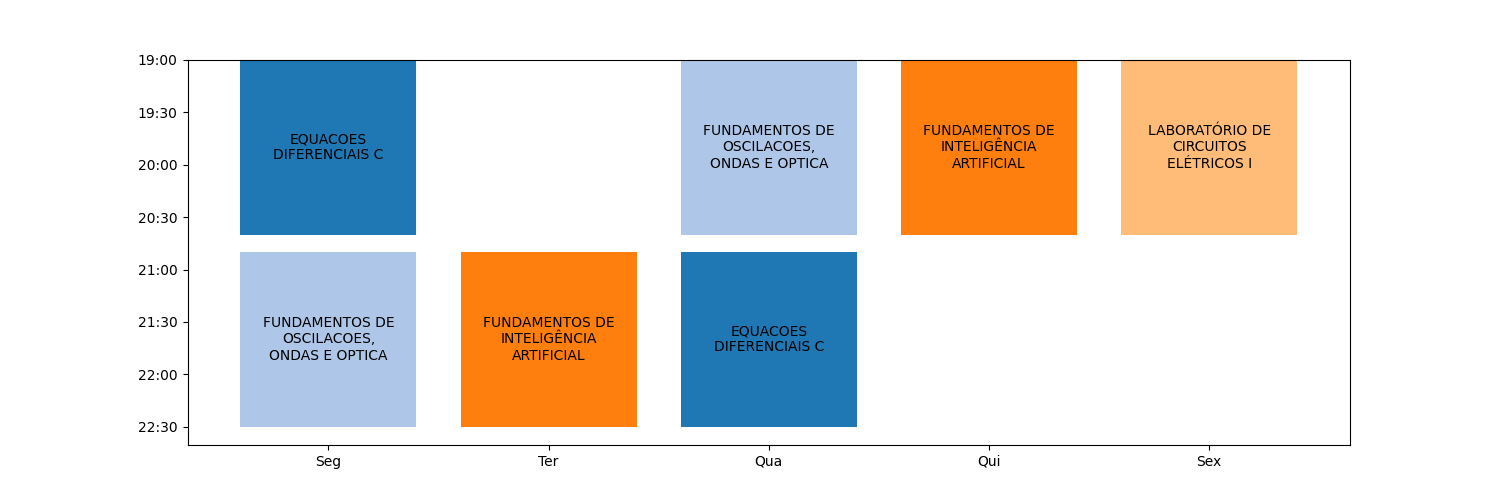 19:00
19:30
20:00
20:30
21:00
21:30
22:00
22:30
EQUACOES
DIFERENCIAIS C
FUNDAMENTOS DE
OSCILACOES,
ONDAS E OPTICA
FUNDAMENTOS DE
INTELIGÊNCIA
ARTIFICIAL
LABORATÓRIO DE
CIRCUITOS
ELÉTRICOS I
FUNDAMENTOS DE
OSCILACOES,
ONDAS E OPTICA
FUNDAMENTOS DE
INTELIGÊNCIA
ARTIFICIAL
EQUACOES
DIFERENCIAIS C
Seg
Ter
Qua
Qui
Sex